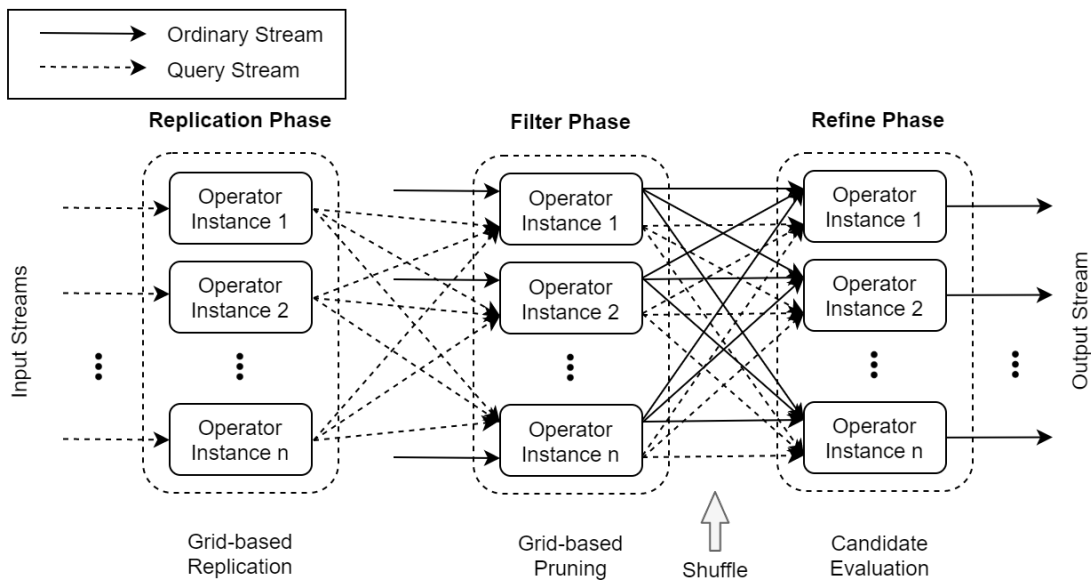 Ordinary Stream
Query Stream
Replication Phase
Filter Phase
Refine Phase
Input Streams
Operator
Instance 1
Operator
Instance 2
Operator
Instance n
Operator
Instance 1
Operator
Instance 2
Operator
Instance n
Operator
Instance 1
Operator
Instance 2
Operator
Instance n
Output Stream
Grid-based
Replication
Grid-based
Pruning
Shuffle
Candidate
Evaluation